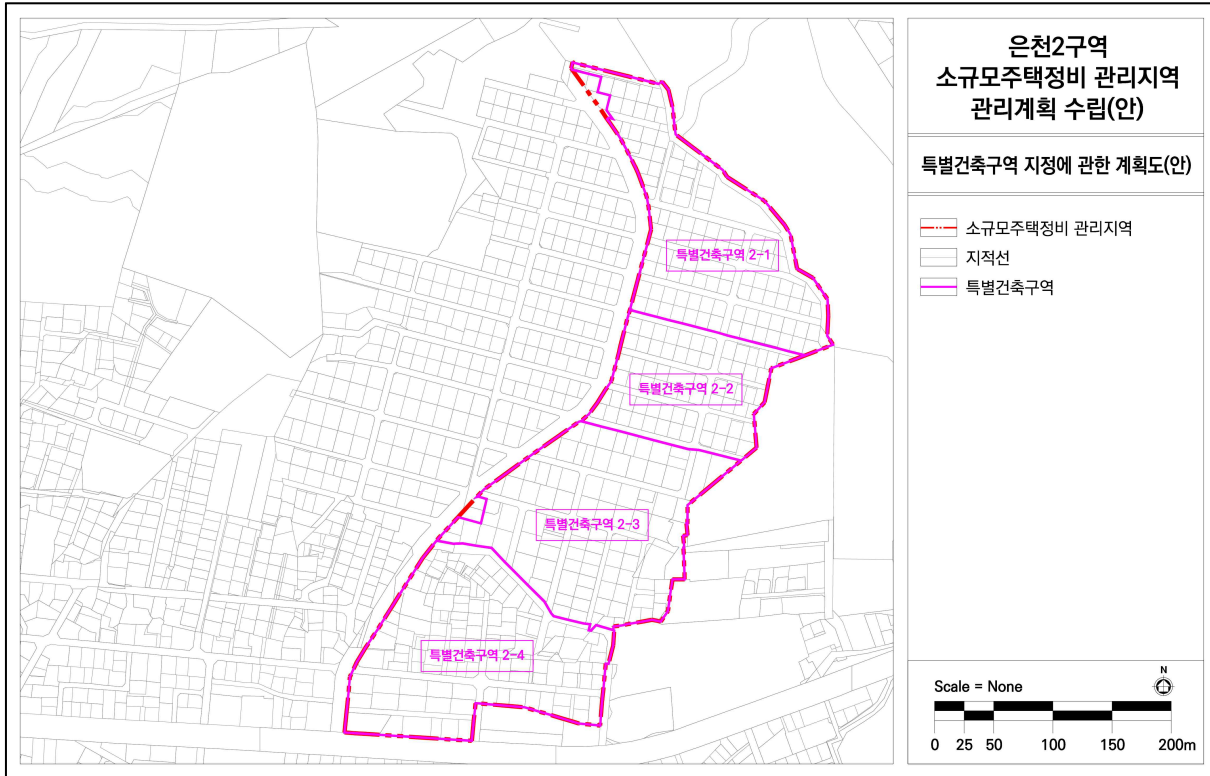 은천2구역
소규모주택정비 관리지역
관리계획 수립(안)
특별건축구역 지정에 관한 계획도(안)
소규모주택정비 관리지역
지적선
특별건축구역
특별건축구역 2-1
특별건축구역 2-2
특별건축구역 2-3
특별건축구역 2-4
Scale = None
N
0 25 50 100 150 200m